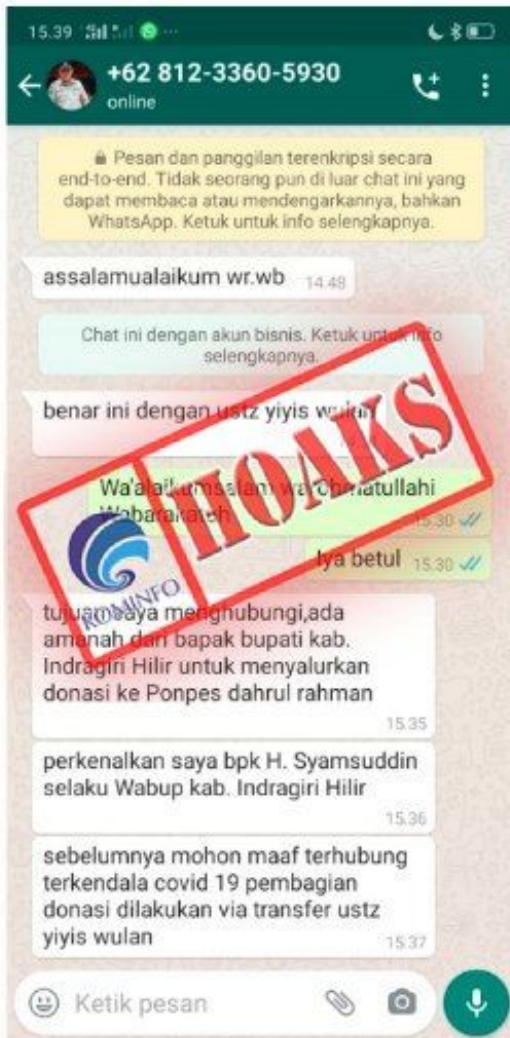 15.39
+62 812-3360-5930
online
Pesan dan panggilan terenkripsi secara
end-to-end. Tidak seorang pun di luar chat ini yang
dapat membaca atau mendengarkannya, bahkan
WhatsApp. Ketuk untuk info selengkapnya.
assalamualaikum wr.wb 14.48
Chat ini dengan akun bisnis. Ketuk untuk info
selengkapnya.
benar ini dengan ustz yiyis wulan
Wa'alaikumsalam warohmatullahi
Wabarakatuh 15.30
Iya betul 15.30
HOAKS
KOMINFO
tujuan saya menghubungi,ada
amanah dari bapak bupati kab.
Indragiri Hilir untuk menyalurkan
donasi ke Ponpes dahrul rahman
15.35
perkenalkan saya bpk H. Syamsuddin
selaku Wabup kab. Indragiri Hilir
15.36
sebelumnya mohon maaf terhubung
terkendala covid 19 pembagian
donasi dilakukan via transfer ustz
yiyis wulan 15.37
Ketik pesan